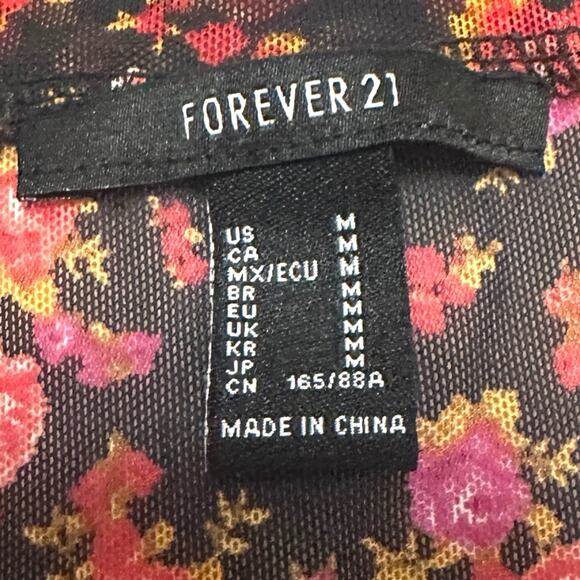 FOREVER 21
US M
CA M
MX/ECU M
BR M
EU M
UK M
KR M
JP M
CN 165/88A
MADE IN CHINA